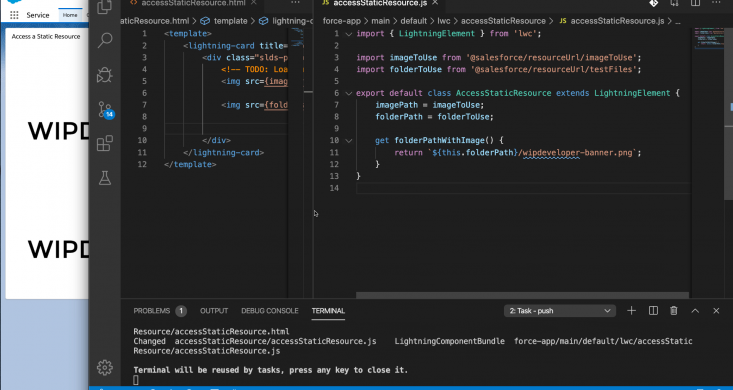 Service
Home
Access a Static Resource
WIPD
WIPD
14
accessStaticResource.html
aticResource.html > template > lightning-c
1 <template>
2 <lightning-card title=
3 <div class="slds-p
4 <!-- TODO: Loa
5 <img src={imag
6
7 <img src={fold
8
9
10 </div>
11 </lightning-card>
12 </template>
JS accessStaticResource.js
force-app > main > default > lwc > accessStaticResource > JS accessStaticResource.js > ...
1 import { LightningElement } from 'lwc';
2
3 import imageToUse from '@salesforce/resourceUrl/imageToUse';
4 import folderToUse from '@salesforce/resourceUrl/testFiles';
5
6 export default class AccessStaticResource extends LightningElement {
7 imagePath = imageToUse;
8 folderPath = folderToUse;
9
10 get folderPathWithImage() {
11 return `${this.folderPath}/wipdeveloper-banner.png`;
12 }
13 }
14
PROBLEMS 1 OUTPUT DEBUG CONSOLE TERMINAL 2: Task - push
Resource/accessStaticResource.html
Changed accessStaticResource/accessStaticResource.js LightningComponentBundle force-app/main/default/lwc/accessStatic
Resource/accessStaticResource.js
Terminal will be reused by tasks, press any key to close it.